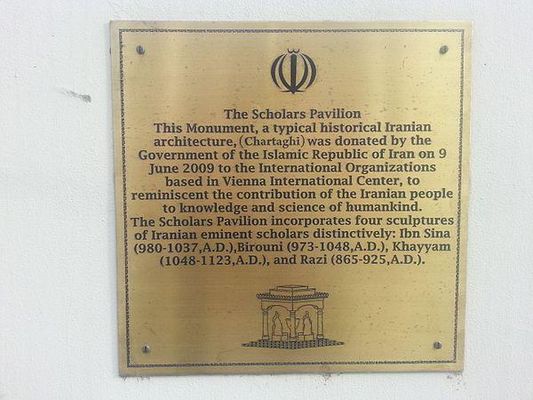 The Scholars Pavilion
This Monument, a typical historical Iranian
architecture, (Chartaghi) was donated by the
Government of the Islamic Republic of Iran on 9
June 2009 to the International Organizations
based in Vienna International Center, to
reminiscent the contribution of the Iranian people
to knowledge and science of humankind.
The Scholars Pavilion incorporates four sculptures
of Iranian eminent scholars distinctively: Ibn Sina
(980-1037,A.D.),Birouni (973-1048,A.D.), Khayyam
(1048-1123,A.D.), and Razi (865-925,A.D.).